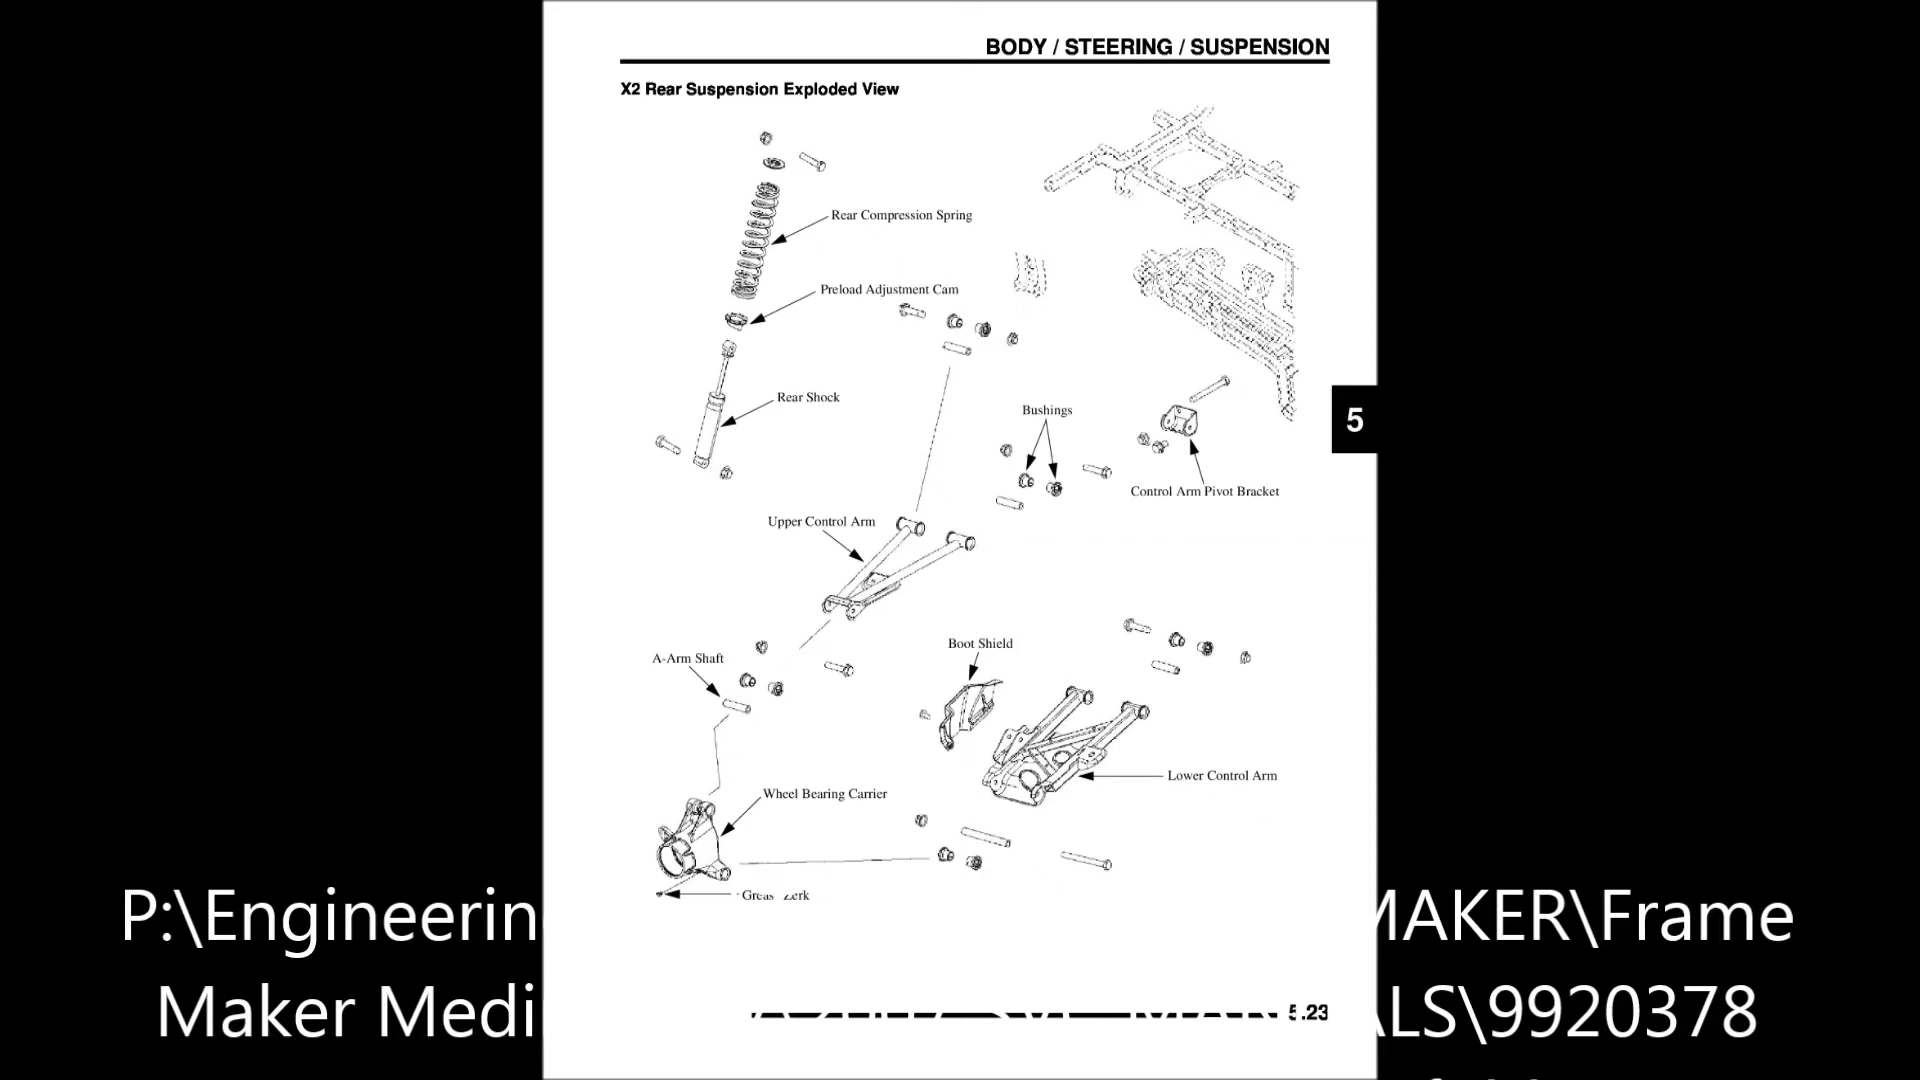 BODY / STEERING / SUSPENSION
X2 Rear Suspension Exploded View
Rear Compression Spring
Preload Adjustment Cam
Rear Shock
Bushings
5
Control Arm Pivot Bracket
Upper Control Arm
Boot Shield
A-Arm Shaft
Lower Control Arm
Wheel Bearing Carrier
P:\Engineerin MAKER\Frame
Maker Medi ALS\9920378
5.23